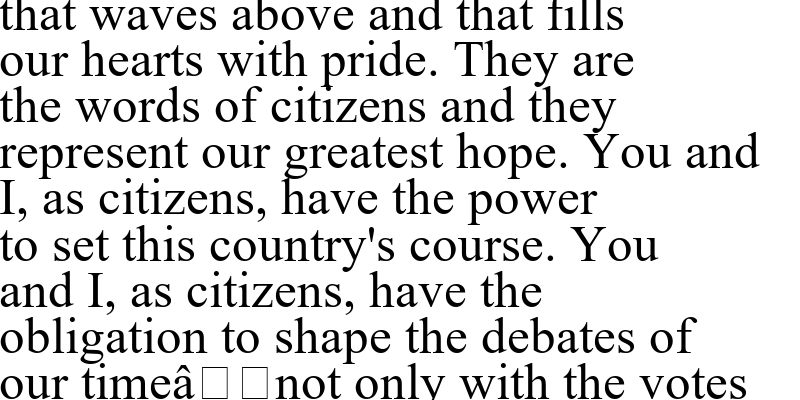 that waves above and that fills
our hearts with pride. They are
the words of citizens and they
represent our greatest hope. You and
I, as citizens, have the power
to set this country's course. You
and I, as citizens, have the
obligation to shape the debates of
our timeâ□□not only with the votes